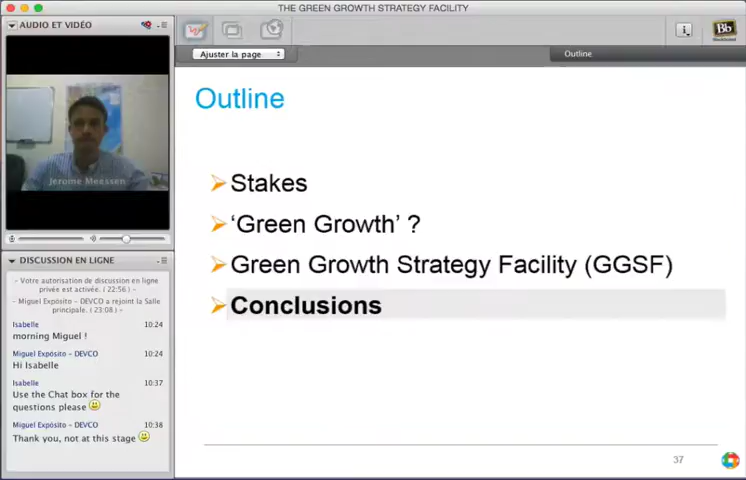 THE GREEN GROWTH STRATEGY FACILITY
AUDIO ET VIDÉO
Jerome Meessen
DISCUSSION EN LIGNE
- Votre autorisation de discussion en ligne
privée est activée. ( 22:56) -
- Miguel Expósito - DEVCO a rejoint la Salle
principale. ( 23:08) -
Isabelle 10:24
morning Miguel !
Miguel Expósito - DEVCO 10:24
Hi Isabelle
Isabelle 10:37
Use the Chat box for the
questions please
Miguel Expósito - DEVCO 10:38
Thank you, not at this stage
Ajuster la page
i
Bb
Outline
Outline
Stakes
‘Green Growth’ ?
Green Growth Strategy Facility (GGSF)
Conclusions
37